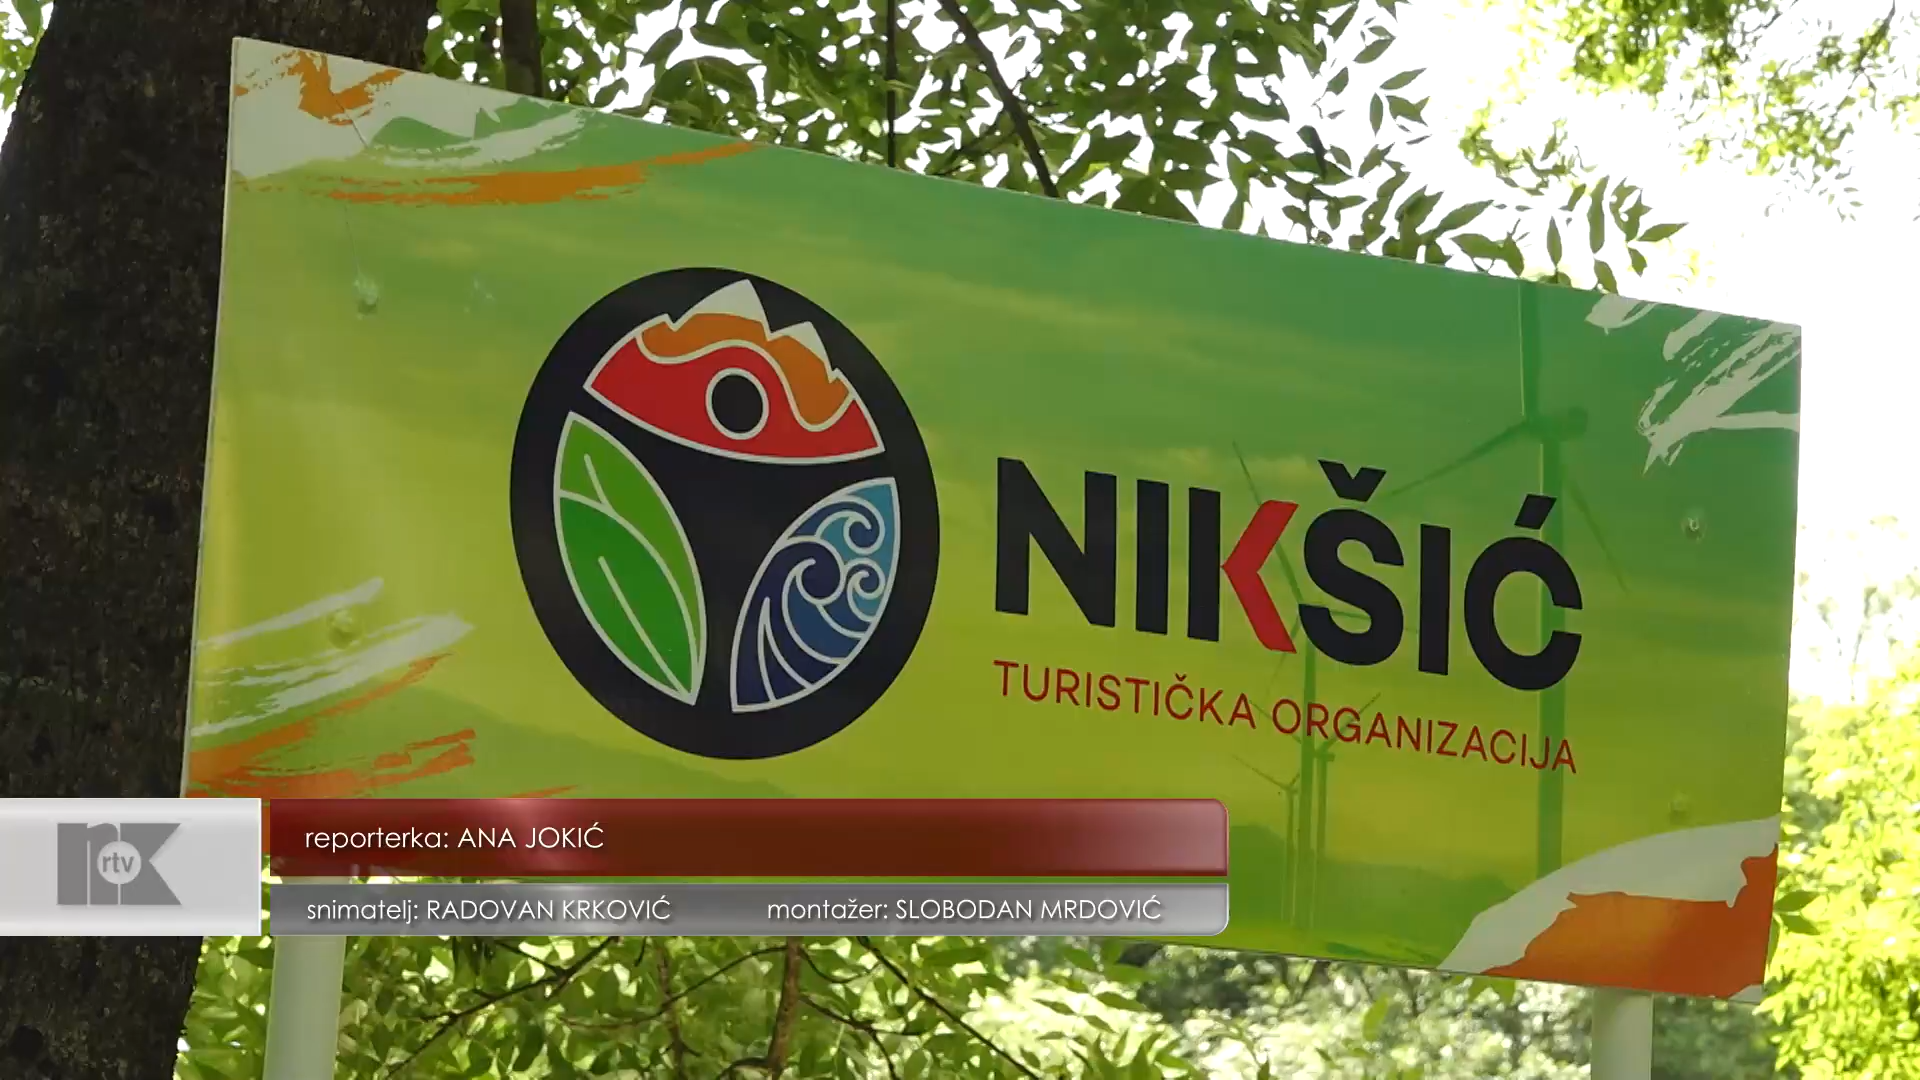 NIKŠIĆ
TURISTIČKA ORGANIZACIJA
rtv
reporterka: ANA JOKIĆ
snimatelj: RADOVAN KRKOVIĆ montažer: SLOBODAN MRDOVIĆ